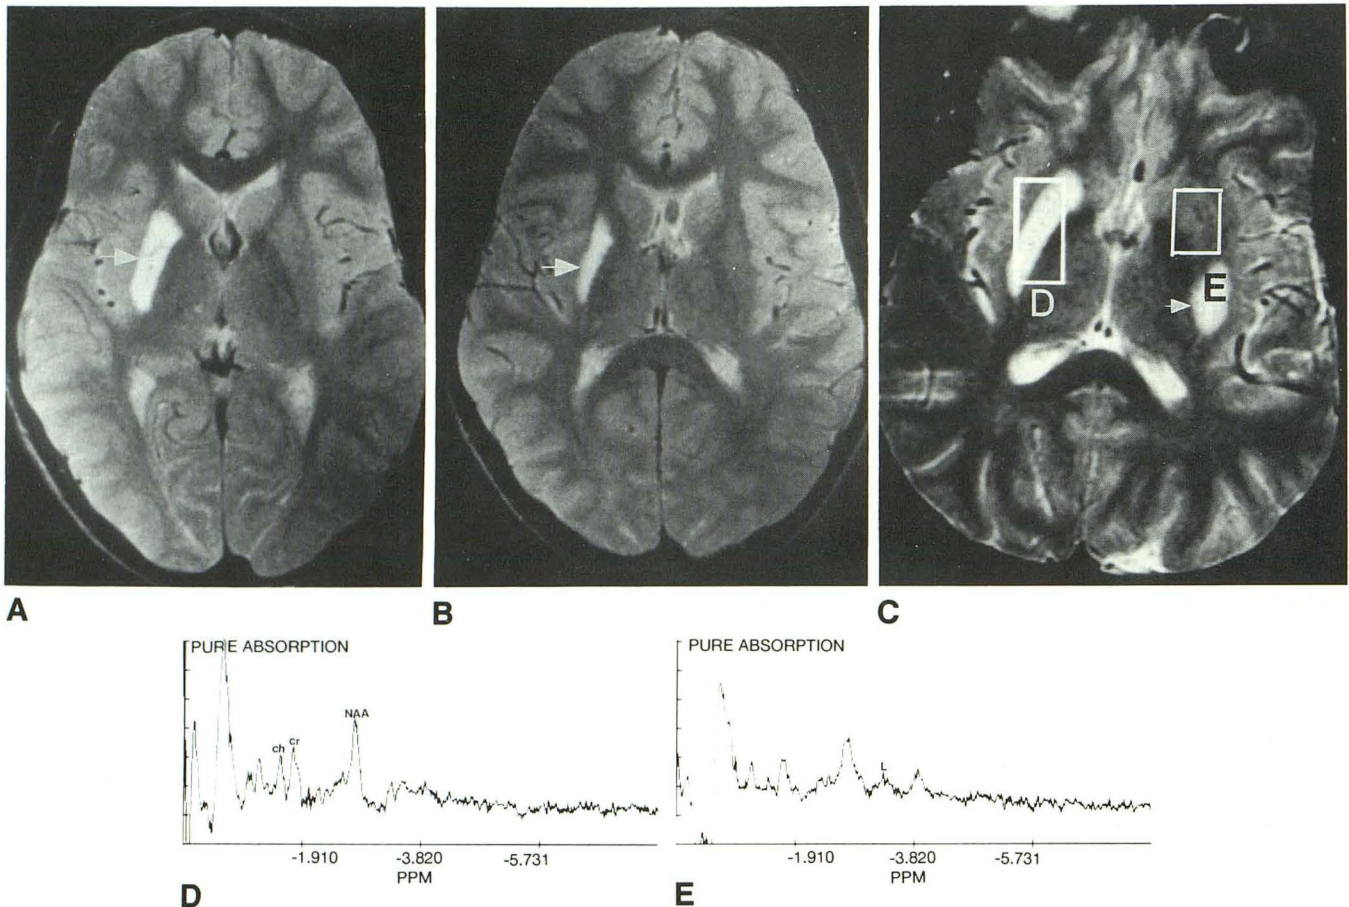 D
E
A
B
C
PURE ABSORPTION
ch
cr
NAA
-1.910
-3.820
-5.731
PPM
D
PURE ABSORPTION
L
-1.910
-3.820
-5.731
PPM
E